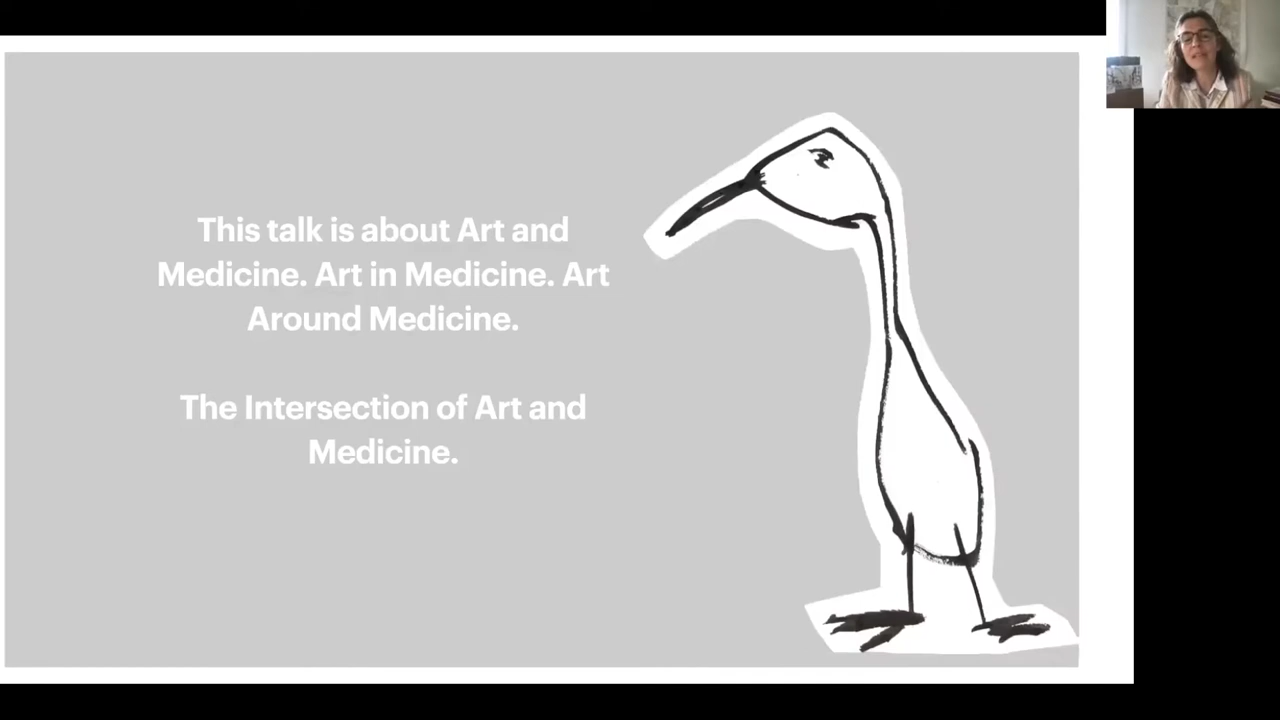 This talk is about Art and
Medicine. Art in Medicine. Art
Around Medicine.
The Intersection of Art and
Medicine.